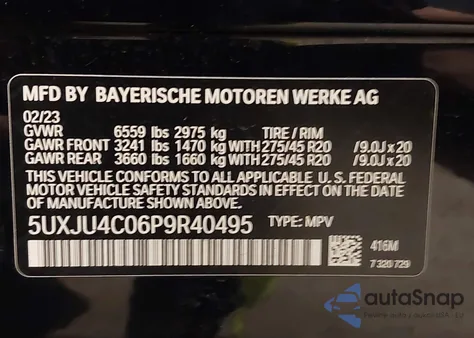 MFD BY BAYERISCHE MOTOREN WERKE AG
02/23
GVWR 6559 lbs 2975 kg TIRE / RIM
GAWR FRONT 3241 lbs 1470 kg WITH 275/45 R20 /9.0J x 20
GAWR REAR 3660 lbs 1660 kg WITH 275/45 R20 /9.0J x 20
THIS VEHICLE CONFORMS TO ALL APPLICABLE U. S. FEDERAL
MOTOR VEHICLE SAFETY STANDARDS IN EFFECT ON THE DATE
OF MANUFACTURE SHOWN ABOVE.
5UXJU4C06P9R40495 TYPE: MPV
416M
7 320 729
autaSnap